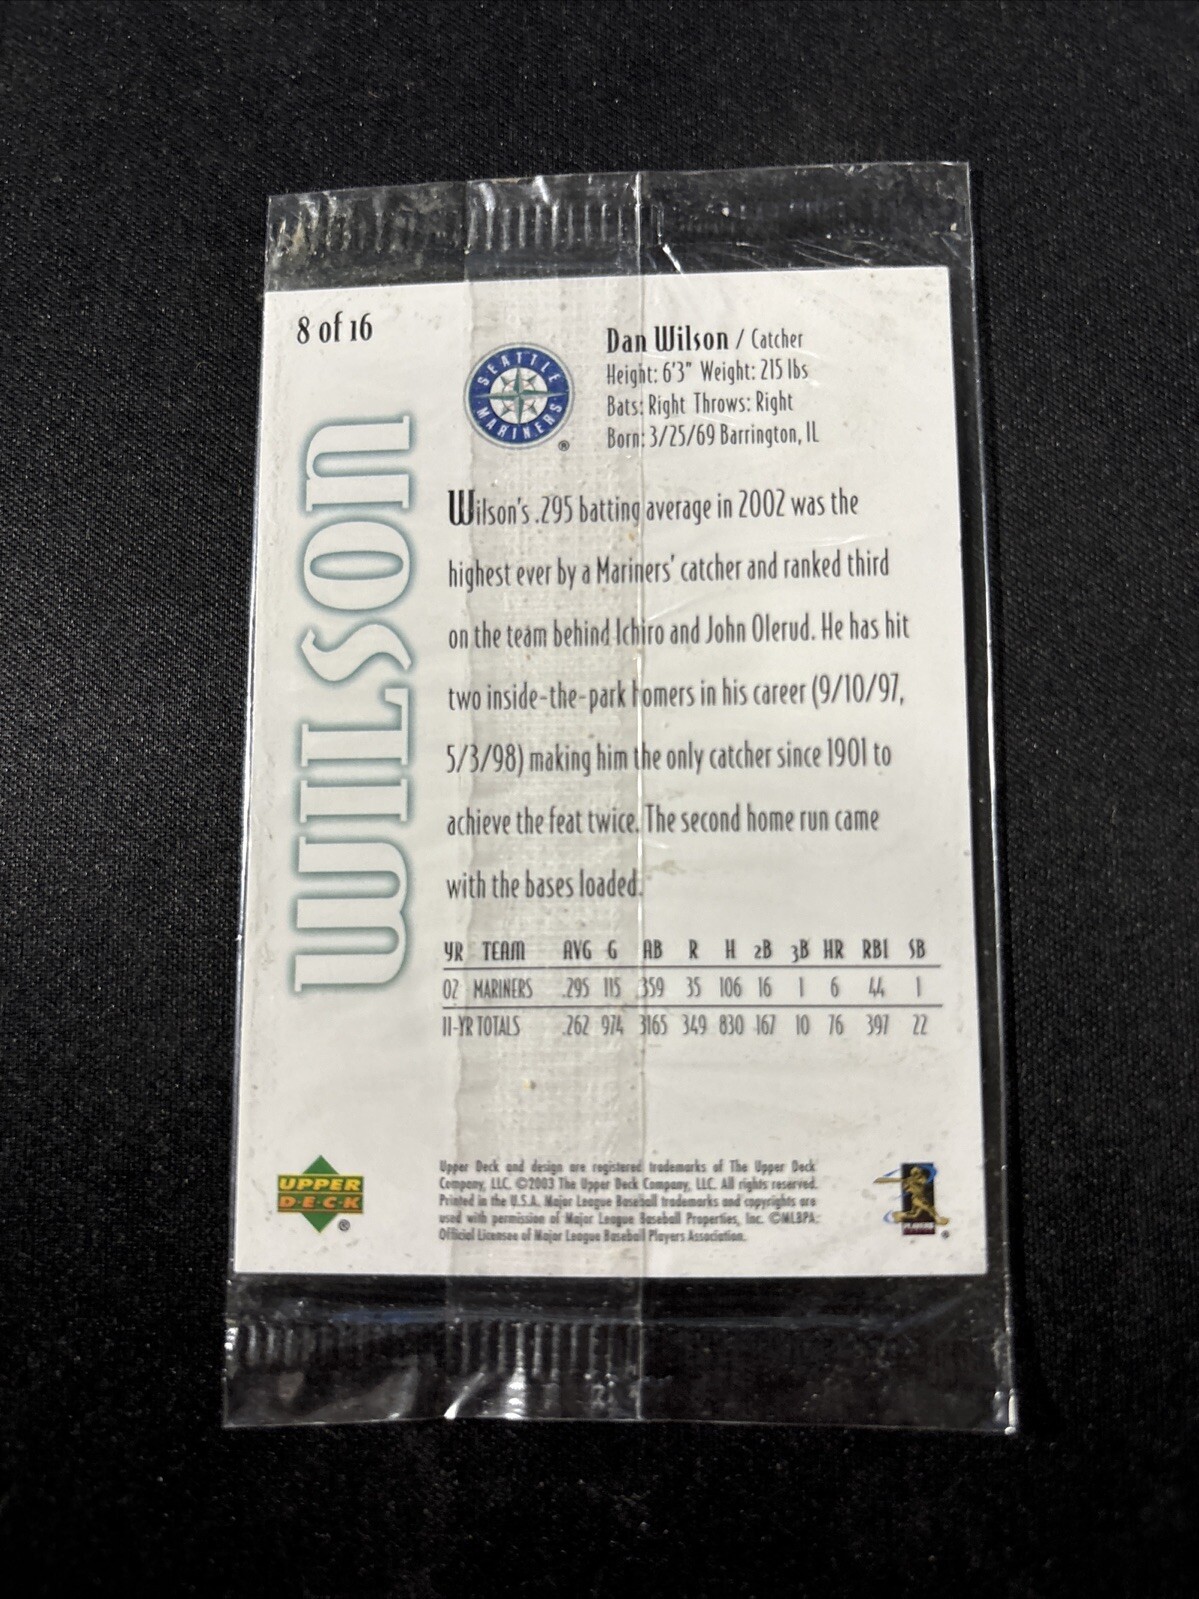 8 of 16
WILSON
SEATTLE
MARINERS
®
Dan Wilson / Catcher
Height: 6'3" Weight: 215 lbs
Bats: Right Throws: Right
Born: 3/25/69 Barrington, IL
Wilson's .295 batting average in 2002 was the
highest ever by a Mariners' catcher and ranked third
on the team behind Ichiro and John Olerud. He has hit
two inside-the-park homers in his career (9/10/97,
5/3/98) making him the only catcher since 1901 to
achieve the feat twice. The second home run came
with the bases loaded.
YR TEAM AVG G AB R H 2B 3B HR RBI SB
02 MARINERS .295 115 359 35 106 16 1 6 44 1
11-YR TOTALS .262 974 3165 349 830 167 10 76 397 22
UPPER
D·E·C·K
®
Upper Deck and design are registered trademarks of The Upper Deck
Company, LLC. ©2003 The Upper Deck Company, LLC. All rights reserved.
Printed in the U.S.A. Major League Baseball trademarks and copyrights are
used with permission of Major League Baseball Properties, Inc. ©MLBPA.
Official Licensee of Major League Baseball Players Association.
PLAYERS
®